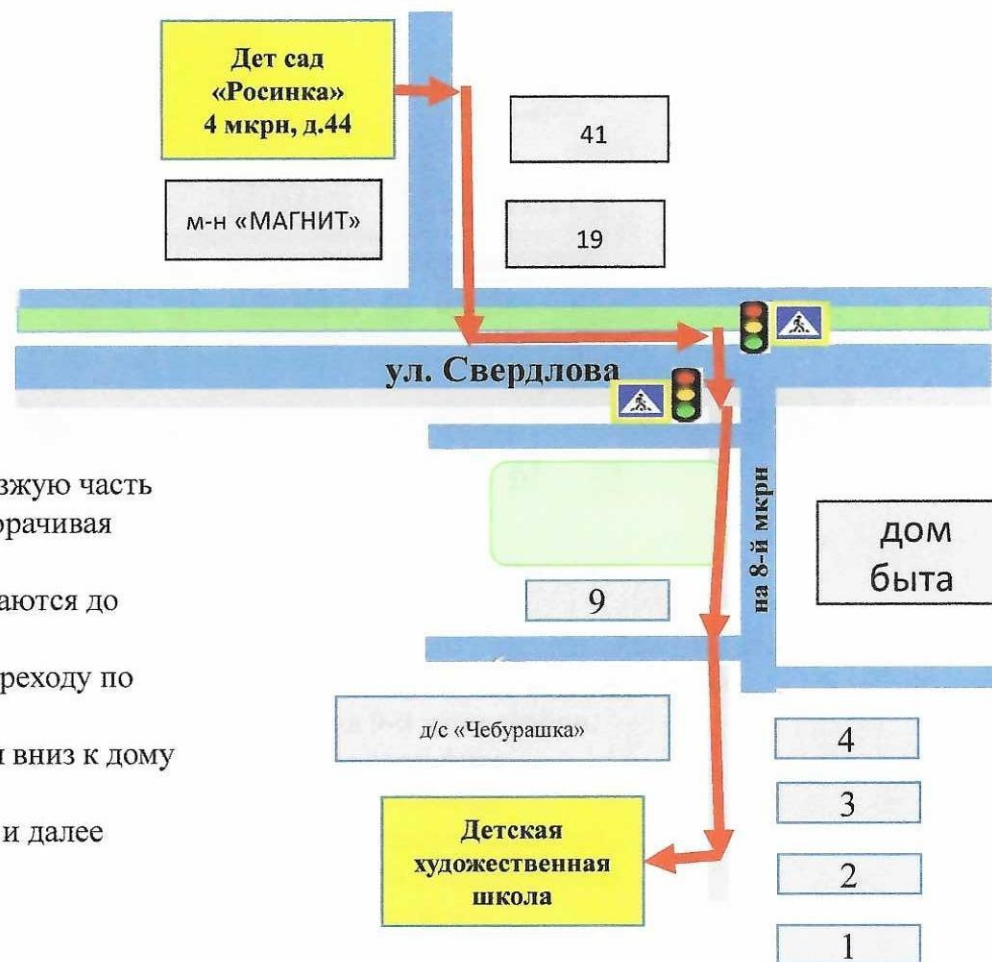 Дет сад
«Росинка»
4 мкрн, д.44
41
м-н «МАГНИТ»
19
ул. Свердлова
зжую часть
орачивая
аются до
реходу по
и вниз к дому
и далее
на 8-й мкрн
дом
быта
9
д/с «Чебурашка»
4
3
2
1
Детская
художественная
школа